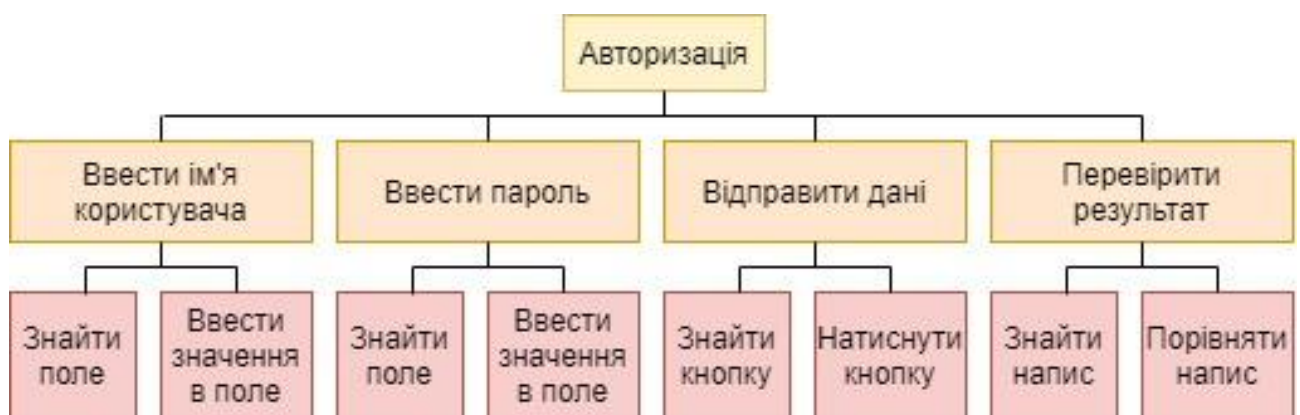 Авторизація
Ввести ім'я
користувача
Ввести пароль
Відправити дані
Перевірити
результат
Знайти
поле
Ввести
значення
в поле
Знайти
поле
Ввести
значення
в поле
Знайти
кнопку
Натиснути
кнопку
Знайти
напис
Порівняти
напис